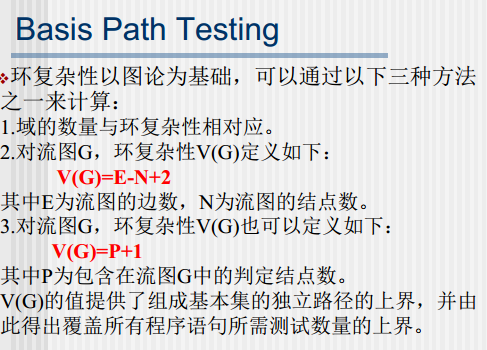 Basis Path Testing
❖环复杂性以图论为基础，可以通过以下三种方法
之一来计算：
1.域的数量与环复杂性相对应。
2.对流图G，环复杂性V(G)定义如下：
V(G)=E-N+2
其中E为流图的边数，N为流图的结点数。
3.对流图G，环复杂性V(G)也可以定义如下：
V(G)=P+1
其中P为包含在流图G中的判定结点数。
V(G)的值提供了组成基本集的独立路径的上界，并由
此得出覆盖所有程序语句所需测试数量的上界。